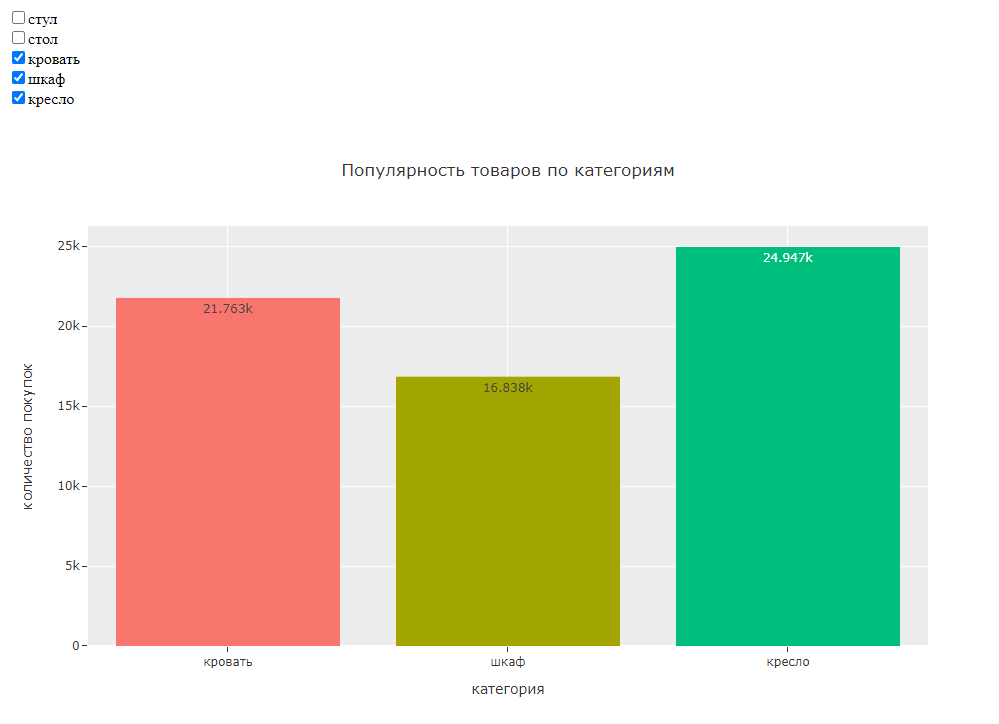 стул
стол
кровать
шкаф
кресло
Популярность товаров по категориям
25k
20k
15k
10k
5k
0
количество покупок
21.763k
16.838k
24.947k
кровать
шкаф
кресло
категория